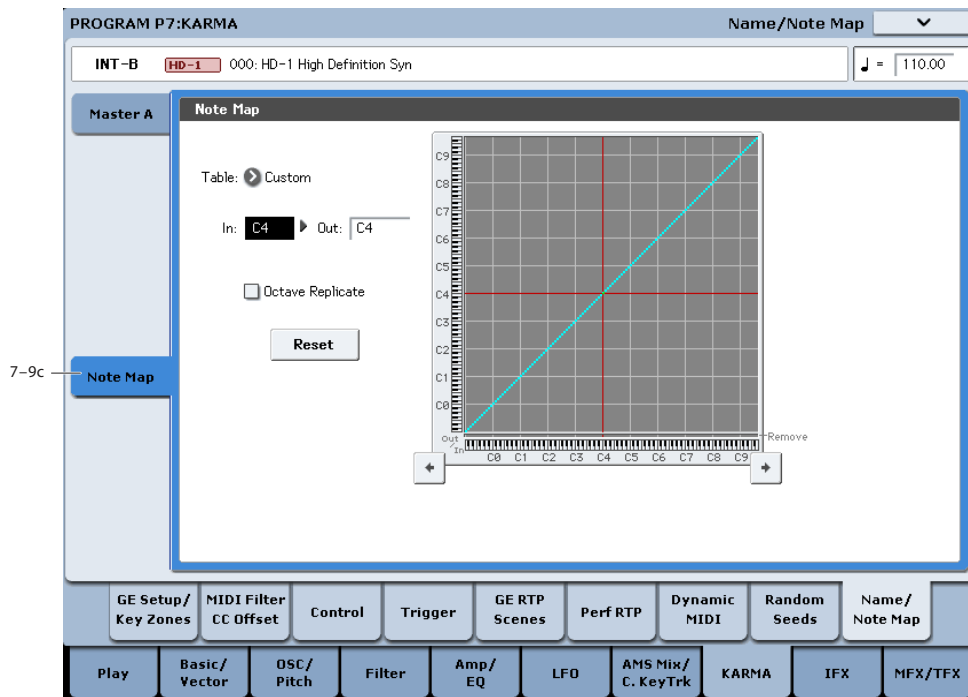 PROGRAM P7:KARMA
Name/Note Map
INT-B HD-1 000: HD-1 High Definition Syn
♩ = 110.00
Master A
Note Map
Table: Custom
In: C4 Out: C4
Octave Replicate
Reset
C9
C8
C7
C6
C5
C4
C3
C2
C1
C0
Out
/In
Remove
C0 C1 C2 C3 C4 C5 C6 C7 C8 C9
7-9c
Note Map
GE Setup/
Key Zones
MIDI Filter
CC Offset
Control
Trigger
GE RTP
Scenes
Perf RTP
Dynamic
MIDI
Random
Seeds
Name/
Note Map
Play
Basic/
Vector
OSC/
Pitch
Filter
Amp/
EQ
LFO
AMS Mix/
C. KeyTrk
KARMA
IFX
MFX/TFX